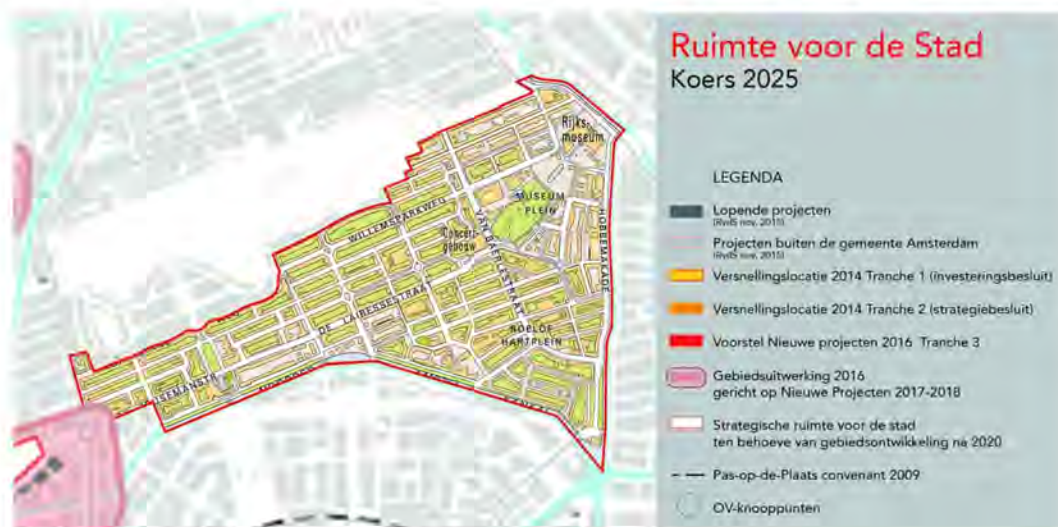 Ruimte voor de Stad
Koers 2025
LEGENDA
Lopende projecten
(RvdS nov. 2015)
Projecten buiten de gemeente Amsterdam
(RvdS nov. 2015)
Versnellingslocatie 2014 Tranche 1 (investeringsbesluit)
Versnellingslocatie 2014 Tranche 2 (strategiebesluit)
Voorstel Nieuwe projecten 2016 Tranche 3
Gebiedsuitwerking 2016
gericht op Nieuwe Projecten 2017-2018
Strategische ruimte voor de stad
ten behoeve van gebiedsontwikkeling na 2020
Pas-op-de-Plaats convenant 2009
OV-knooppunten
Rijks-
museum
MUSEUM
PLEIN
WILLEMSPARKWEG
Concert-
gebouw
VAN BAERLESTRAAT
HOBBEMAKADE
DE LAIRESSESTRAAT
ROELOF
HARTPLEIN